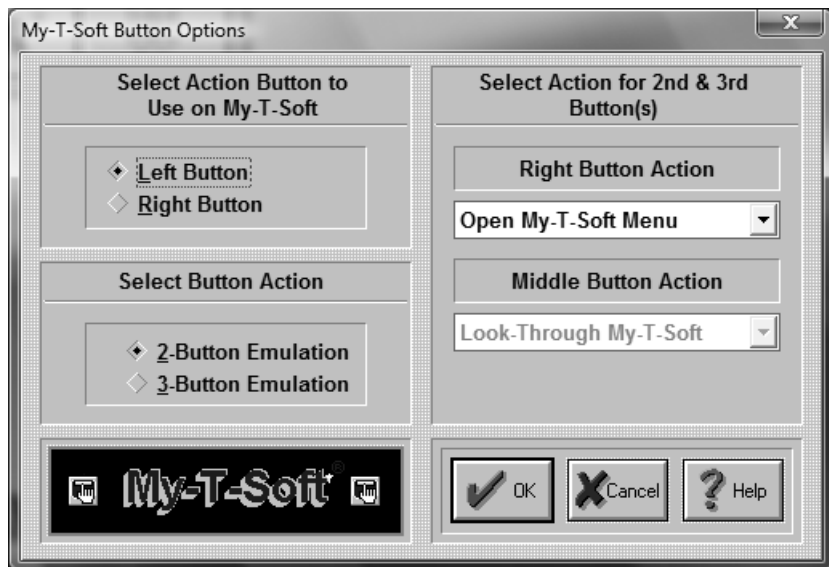 My-T-Soft Button Options
X
Select Action Button to
Use on My-T-Soft
Left Button
Right Button
Select Button Action
2-Button Emulation
3-Button Emulation
My-T-Soft®
Select Action for 2nd & 3rd
Button(s)
Right Button Action
Open My-T-Soft Menu
Middle Button Action
Look-Through My-T-Soft
OK
Cancel
Help